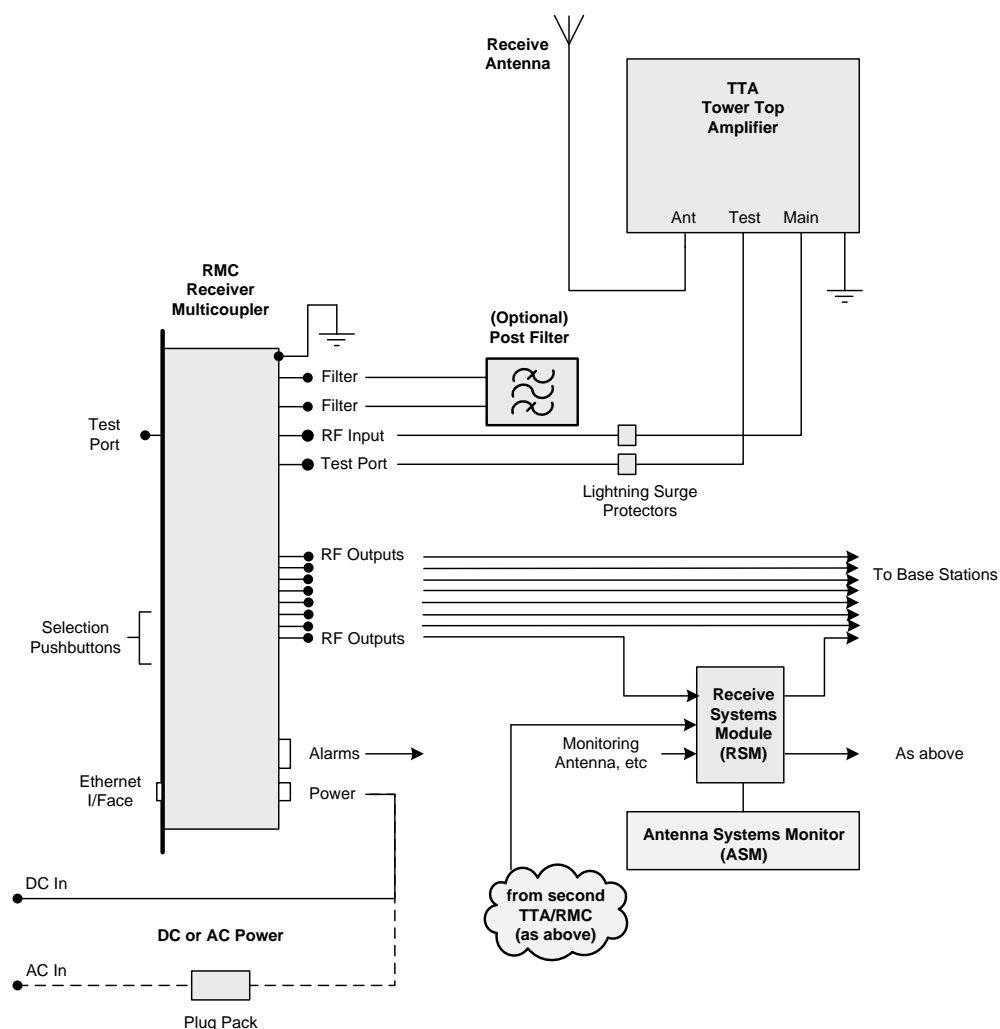 Receive
Antenna
TTA
Tower Top
Amplifier
Ant Test Main
RMC
Receiver
Multicoupler
(Optional)
Post Filter
Filter
Filter
Test
Port
RF Input
Test Port
Lightning Surge
Protectors
RF Outputs
To Base Stations
Selection
Pushbuttons
RF Outputs
Receive
Systems
Module
(RSM)
Monitoring
Antenna, etc
Alarms
As above
Ethernet
I/Face
Power
Antenna Systems Monitor
(ASM)
DC In
from second
TTA/RMC
(as above)
DC or AC Power
AC In
Plug Pack